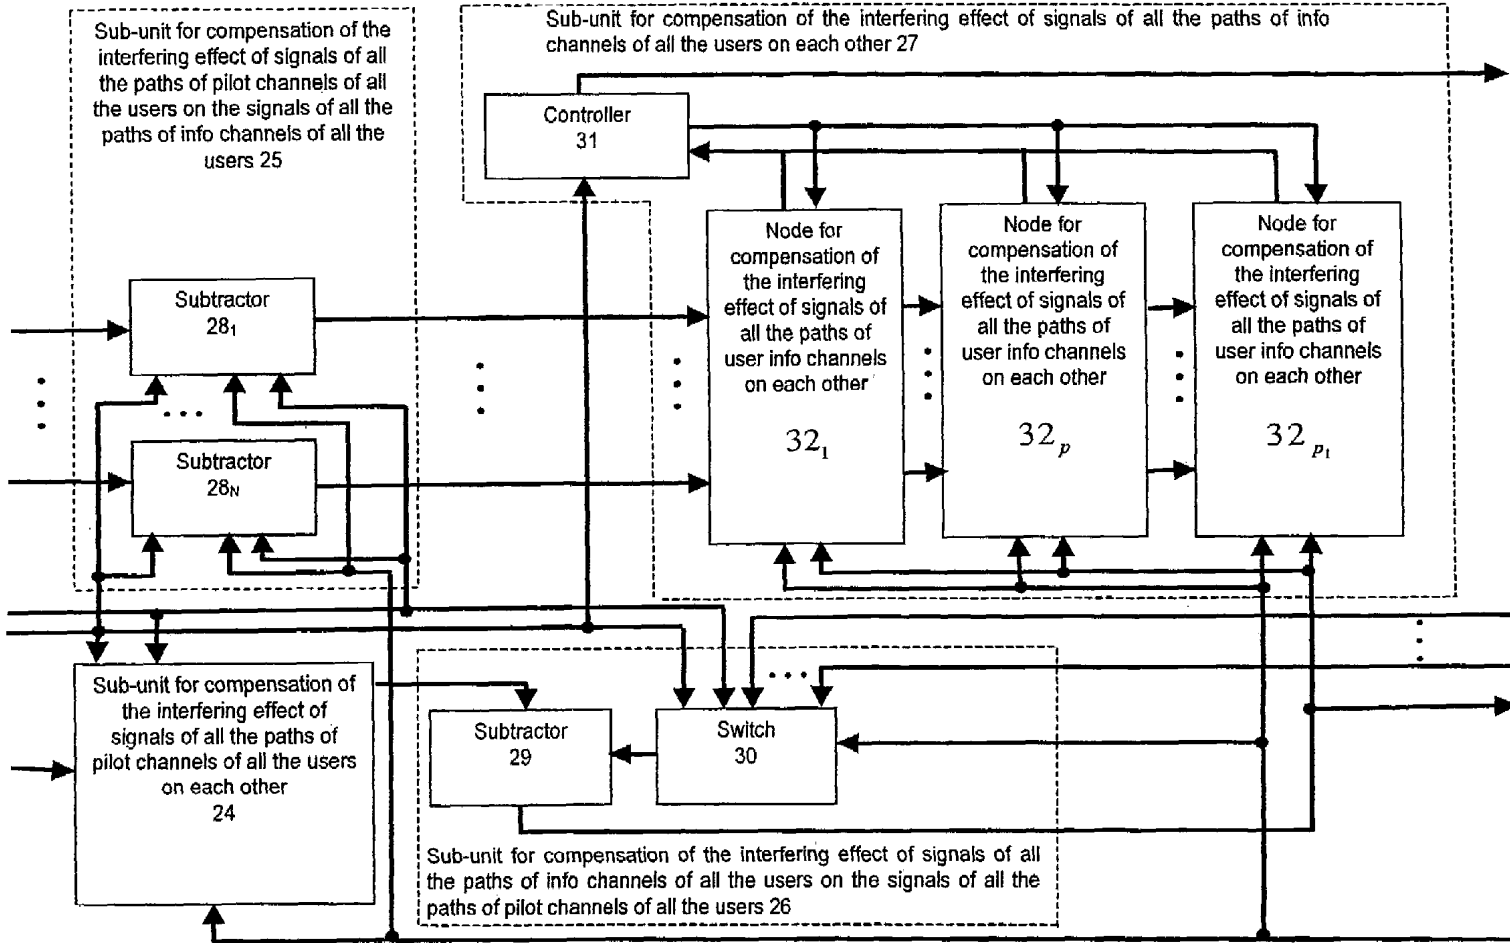 Sub-unit for compensation of the
interfering effect of signals of all
the paths of pilot channels of all
the users on the signals of all the
paths of info channels of all the
users 25
Sub-unit for compensation of the interfering effect of signals of all the paths of info
channels of all the users on each other 27
Controller
31
Subtractor
28₁
Subtractor
28N
Node for
compensation of
the interfering
effect of signals of
all the paths of
user info channels
on each other
32₁
Node for
compensation of
the interfering
effect of signals of
all the paths of
user info channels
on each other
32p
Node for
compensation of
the interfering
effect of signals of
all the paths of
user info channels
on each other
32p₁
Sub-unit for compensation of
the interfering effect of
signals of all the paths of
pilot channels of all the users
on each other
24
Subtractor
29
Switch
30
Sub-unit for compensation of the interfering effect of signals of all
the paths of info channels of all the users on the signals of all the
paths of pilot channels of all the users 26